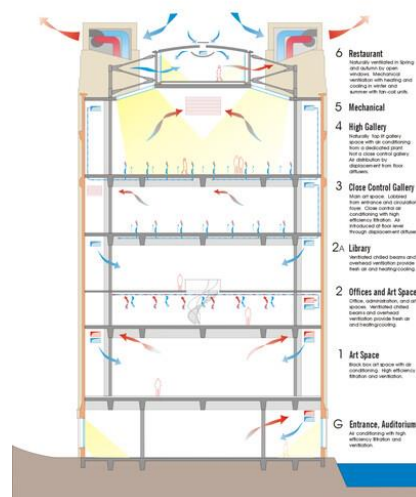 6 Restaurant
Naturally ventilated in Spring
and autumn by open
windows. Mechanical
ventilation with heating and
cooling in winter and
summer with fan coil units.
5 Mechanical
4 High Gallery
Naturally top lit gallery
space with air conditioning
from a dedicated plant
Not a close control gallery
Air distribution by
displacement from floor
diffusers.
3 Close Control Gallery
Main art space. Lobbied
from entrance and circulation
foyer. Close control air
conditioning with high
efficiency filtration. Air
introduced at floor level
through displacement diffuse
2A Library
Ventilated chilled beams and
overhead ventilation provide
fresh air and heating/cooling.
2 Offices and Art Space
Office, administration, and art
spaces. Ventilated chilled
beams and overhead
ventilation provide fresh air
and heating/cooling.
1 Art Space
Black box art space with air
conditioning. High efficiency
filtration and ventilation.
G Entrance, Auditorium
Air conditioning with high
efficiency filtration and
ventilation.